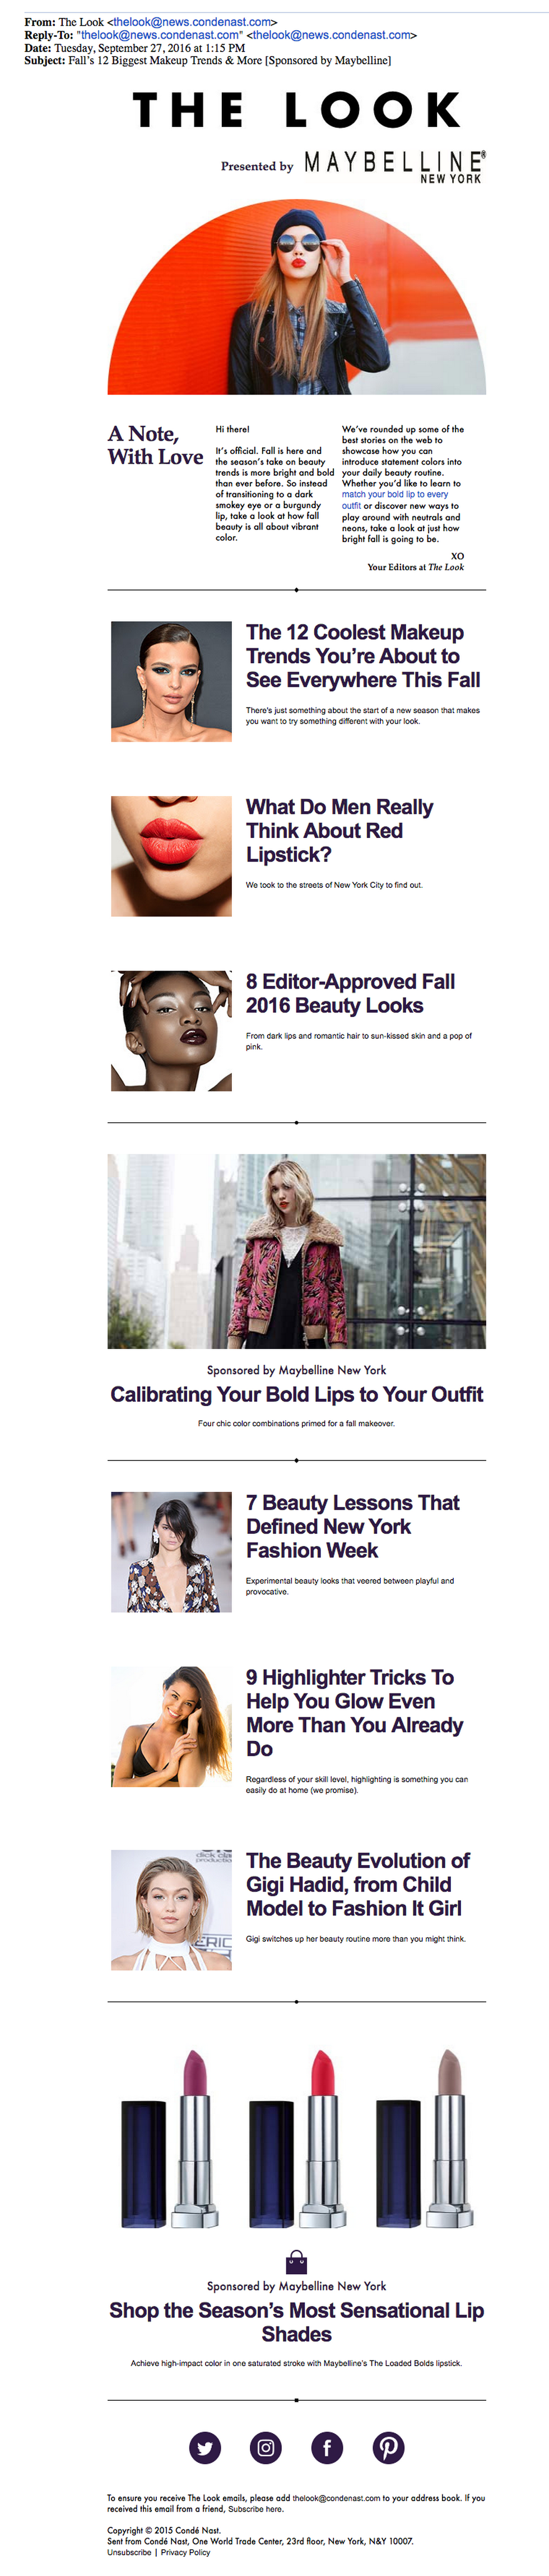 From: The Look <thelook@news.condenast.com>
Reply-To: "thelook@news.condenast.com" <thelook@news.condenast.com>
Date: Tuesday, September 27, 2016 at 1:15 PM
Subject: Fall's 12 Biggest Makeup Trends & More [Sponsored by Maybelline]
THE LOOK
Presented by MAYBELLINE®
NEW YORK
A Note,
With Love
Hi there!
It's official. Fall is here and
the season's take on beauty
trends is more bright and bold
than ever before. So instead
of transitioning to a dark
smokey eye or a burgundy
lip, take a look at how fall
beauty is all about vibrant
color.
We've rounded up some of the
best stories on the web to
showcase how you can
introduce statement colors into
your daily beauty routine.
Whether you'd like to learn to
match your bold lip to every
outfit or discover new ways to
play around with neutrals and
neons, take a look at just how
bright fall is going to be.
XO
Your Editors at The Look
The 12 Coolest Makeup
Trends You're About to
See Everywhere This Fall
There's just something about the start of a new season that makes
you want to try something different with your look.
What Do Men Really
Think About Red
Lipstick?
We took to the streets of New York City to find out.
8 Editor-Approved Fall
2016 Beauty Looks
From dark lips and romantic hair to sun-kissed skin and a pop of
pink.
Sponsored by Maybelline New York
Calibrating Your Bold Lips to Your Outfit
Four chic color combinations primed for a fall makeover.
7 Beauty Lessons That
Defined New York
Fashion Week
Experimental beauty looks that veered between playful and
provocative.
9 Highlighter Tricks To
Help You Glow Even
More Than You Already
Do
Regardless of your skill level, highlighting is something you can
easily do at home (we promise).
dick cla
productio
ERIC
The Beauty Evolution of
Gigi Hadid, from Child
Model to Fashion It Girl
Gigi switches up her beauty routine more than you might think.
Sponsored by Maybelline New York
Shop the Season's Most Sensational Lip
Shades
Achieve high-impact color in one saturated stroke with Maybelline's The Loaded Bolds lipstick.
To ensure you receive The Look emails, please add thelook@condenast.com to your address book. If you
received this email from a friend, Subscribe here.
Copyright © 2015 Condé Nast.
Sent from Condé Nast, One World Trade Center, 23rd floor, New York, N&Y 10007.
Unsubscribe | Privacy Policy